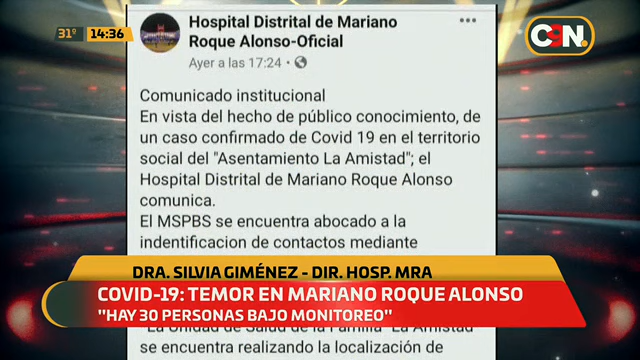 31º
14:36
Hospital Distrital de Mariano
Roque Alonso-Oficial
Ayer a las 17:24 ·
C9N.
Comunicado institucional
En vista del hecho de público conocimiento, de
un caso confirmado de Covid 19 en el territorio
social del "Asentamiento La Amistad"; el
Hospital Distrital de Mariano Roque Alonso
comunica.
El MSPBS se encuentra abocado a la
indentificacion de contactos mediante
DRA. SILVIA GIMÉNEZ - DIR. HOSP. MRA
COVID-19: TEMOR EN MARIANO ROQUE ALONSO
"HAY 30 PERSONAS BAJO MONITOREO"
"La Unidad de Salud de la Familia "La Amistad"
se encuentra realizando la localización de